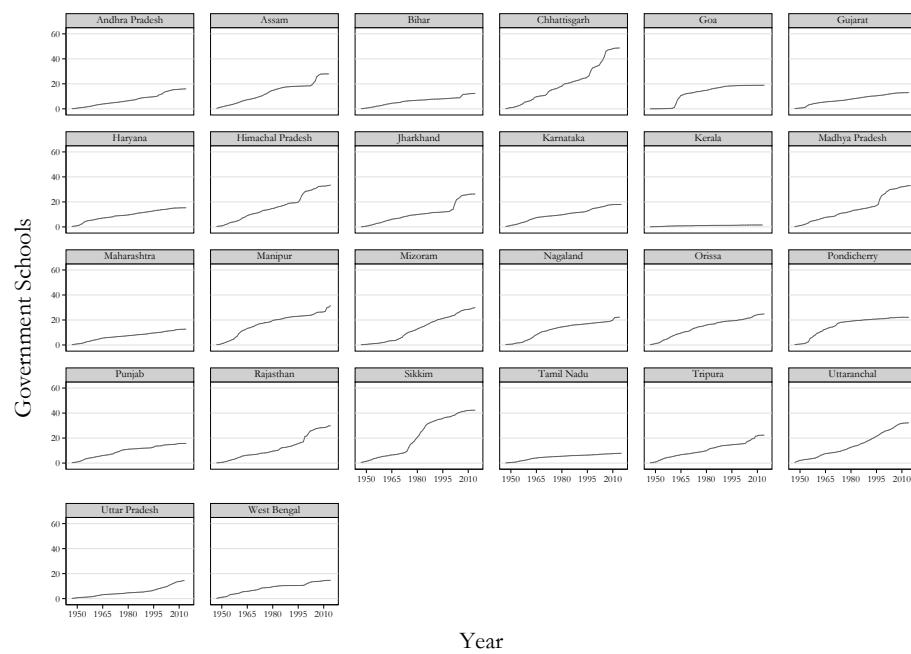 Andhra Pradesh Assam Bihar Chhattisgarh Goa Gujarat
60
40
20
0
Haryana Himachal Pradesh Jharkhand Karnataka Kerala Madhya Pradesh
60
40
20
0
Maharashtra Manipur Mizoram Nagaland Orissa Pondicherry
60
40
20
0
Punjab Rajasthan Sikkim Tamil Nadu Tripura Uttaranchal
60
40
20
0
1950 1965 1980 1995 2010 1950 1965 1980 1995 2010 1950 1965 1980 1995 2010 1950 1965 1980 1995 2010
Uttar Pradesh West Bengal
60
40
20
0
1950 1965 1980 1995 2010 1950 1965 1980 1995 2010
Government Schools
Year